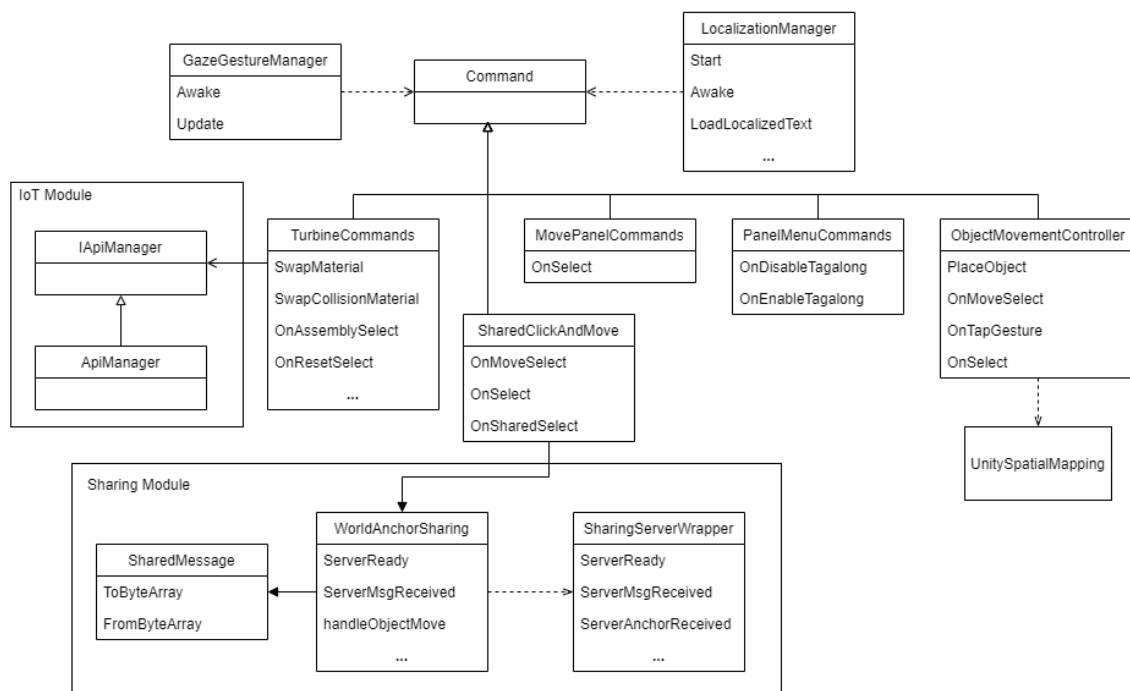 LocalizationManager
Start
Awake
LoadLocalizedText
...
GazeGestureManager
Awake
Update
Command
IoT Module
IApiManager
ApiManager
TurbineCommands
SwapMaterial
SwapCollisionMaterial
OnAssemblySelect
OnResetSelect
...
MovePanelCommands
OnSelect
PanelMenuCommands
OnDisableTagalong
OnEnableTagalong
ObjectMovementController
PlaceObject
OnMoveSelect
OnTapGesture
OnSelect
SharedClickAndMove
OnMoveSelect
OnSelect
OnSharedSelect
UnitySpatialMapping
Sharing Module
SharedMessage
ToByteArray
FromByteArray
WorldAnchorSharing
ServerReady
ServerMsgReceived
handleObjectMove
...
SharingServerWrapper
ServerReady
ServerMsgReceived
ServerAnchorReceived
...